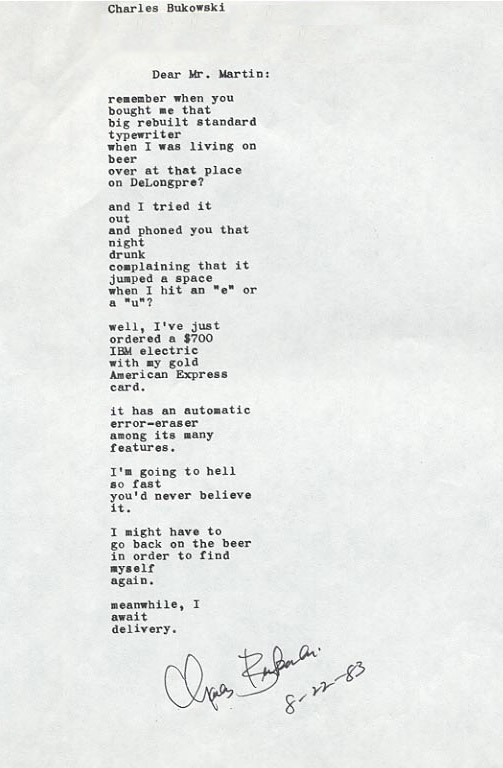 Charles Bukowski
Dear Mr. Martin:
remember when you
bought me that
big rebuilt standard
typewriter
when I was living on
beer
over at that place
on DeLongpre?
and I tried it
out
and phoned you that
night
drunk
complaining that it
jumped a space
when I hit an "e" or
a "u"?
well, I've just
ordered a $700
IBM electric
with my gold
American Express
card.
it has an automatic
error-eraser
among its many
features.
I'm going to hell
so fast
you'd never believe
it.
I might have to
go back on the beer
in order to find
myself
again.
meanwhile, I
await
delivery.
Charles Bukowski.
8-22-83